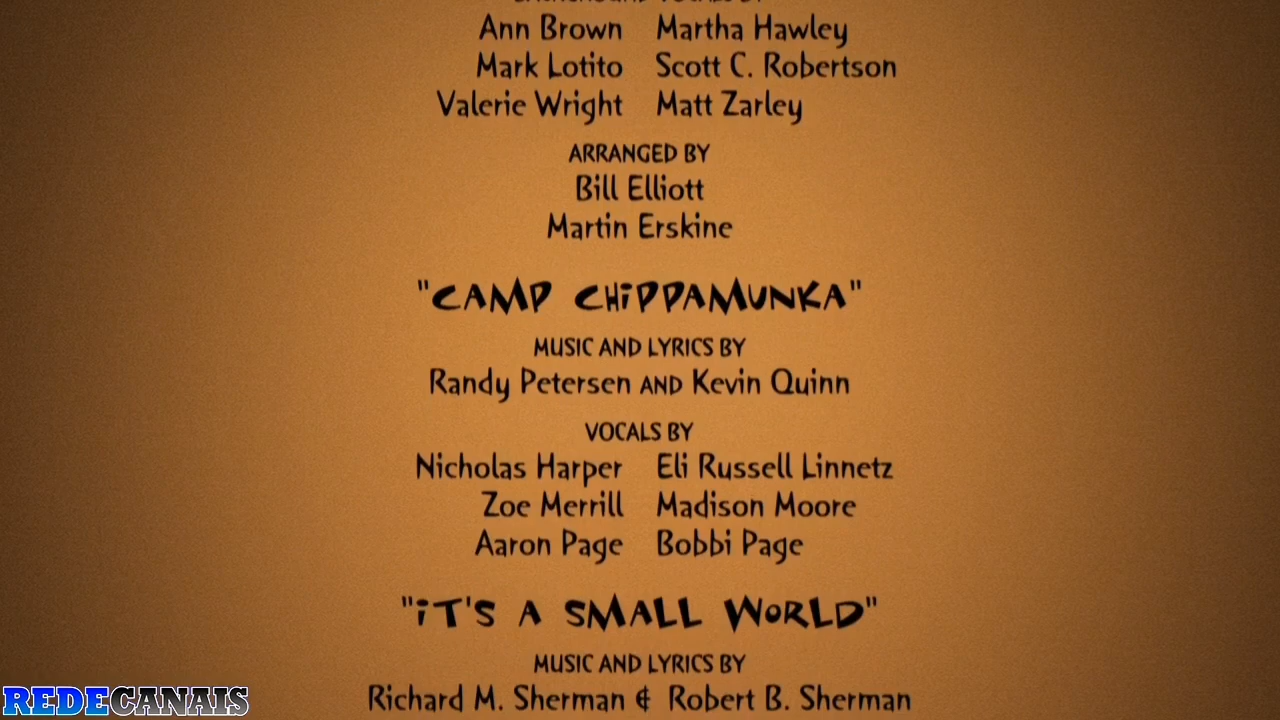 Ann Brown Martha Hawley
Mark Lotito Scott C. Robertson
Valerie Wright Matt Zarley
ARRANGED BY
Bill Elliott
Martin Erskine
"CAMP CHiPPAMUNKA"
MUSIC AND LYRICS BY
Randy Petersen AND Kevin Quinn
VOCALS BY
Nicholas Harper Eli Russell Linnetz
Zoe Merrill Madison Moore
Aaron Page Bobbi Page
"iT'S A SMALL WORLD"
MUSIC AND LYRICS BY
Richard M. Sherman & Robert B. Sherman
REDECANAIS